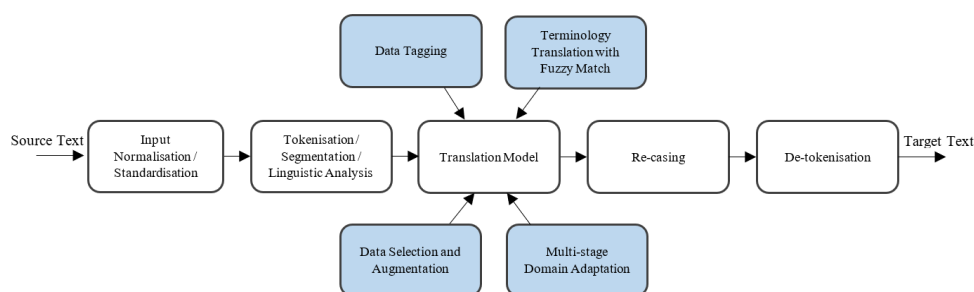 Data Tagging
Terminology
Translation with
Fuzzy Match
Source Text
Input
Normalisation /
Standardisation
Tokenisation /
Segmentation /
Linguistic Analysis
Translation Model
Re-casing
De-tokenisation
Target Text
Data Selection and
Augmentation
Multi-stage
Domain Adaptation